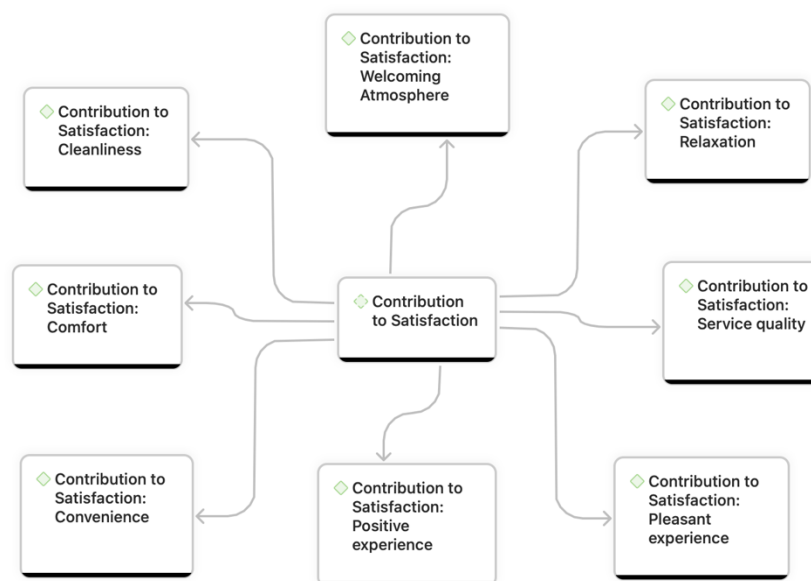 Contribution to
Satisfaction:
Welcoming
Atmosphere
Contribution to
Satisfaction:
Cleanliness
Contribution to
Satisfaction:
Relaxation
Contribution to
Satisfaction:
Comfort
Contribution
to Satisfaction
Contribution to
Satisfaction:
Service quality
Contribution to
Satisfaction:
Convenience
Contribution to
Satisfaction:
Positive
experience
Contribution to
Satisfaction:
Pleasant
experience